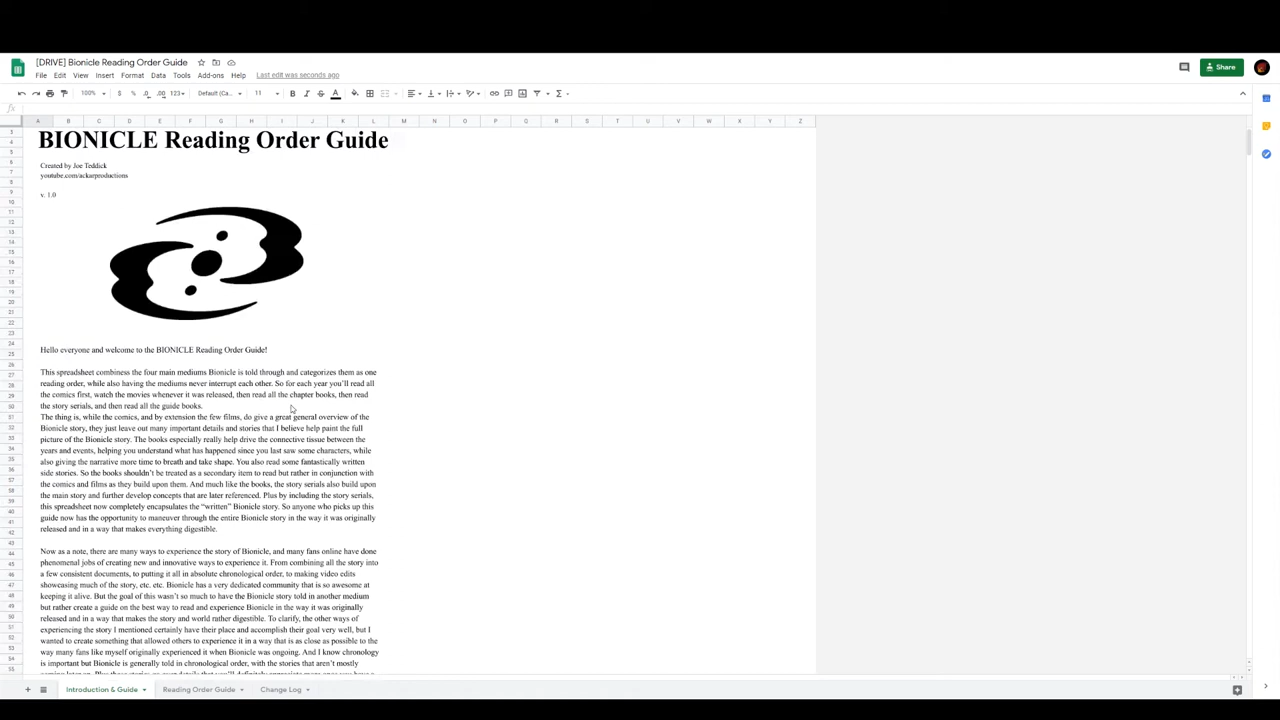 [DRIVE] Bionicle Reading Order Guide
File Edit View Insert Format Data Tools Add-ons Help Last edit was seconds ago
Share
100% $ % .0 .00 123 Default (Ca... 11 B I S A
fx
A B C D E F G H I J K L M N O P Q R S T U V W X Y Z
BIONICLE Reading Order Guide
Created by Joe Teddick
youtube.com/ackarproductions
v. 1.0
Hello everyone and welcome to the BIONICLE Reading Order Guide!
This spreadsheet combiness the four main mediums Bionicle is told through and categorizes them as one
reading order, while also having the mediums never interrupt each other. So for each year you'll read all
the comics first, watch the movies whenever it was released, then read all the chapter books, then read
the story serials, and then read all the guide books.
The thing is, while the comics, and by extension the few films, do give a great general overview of the
Bionicle story, they just leave out many important details and stories that I believe help paint the full
picture of the Bionicle story. The books especially really help drive the connective tissue between the
years and events, helping you understand what has happened since you last saw some characters, while
also giving the narrative more time to breath and take shape. You also read some fantastically written
side stories. So the books shouldn't be treated as a secondary item to read but rather in conjunction with
the comics and films as they build upon them. And much like the books, the story serials also build upon
the main story and further develop concepts that are later referenced. Plus by including the story serials,
this spreadsheet now completely encapsulates the "written" Bionicle story. So anyone who picks up this
guide now has the opportunity to maneuver through the entire Bionicle story in the way it was originally
released and in a way that makes everything digestible.
Now as a note, there are many ways to experience the story of Bionicle, and many fans online have done
phenomenal jobs of creating new and innovative ways to experience it. From combining all the story into
a few consistent documents, to putting it all in absolute chronological order, to making video edits
showcasing much of the story, etc. etc. Bionicle has a very dedicated community that is so awesome at
keeping it alive. But the goal of this wasn't so much to have the Bionicle story told in another medium
but rather create a guide on the best way to read and experience Bionicle in the way it was originally
released and in a way that makes the story and world rather digestible. To clarify, the other ways of
experiencing the story I mentioned certainly have their place and accomplish their goal very well, but I
wanted to create something that allowed others to experience it in a way that is as close as possible to the
way many fans like myself originally experienced it when Bionicle was ongoing. And I know chronology
is important but Bionicle is generally told in chronological order, with the stories that aren't mostly
Introduction & Guide Reading Order Guide Change Log